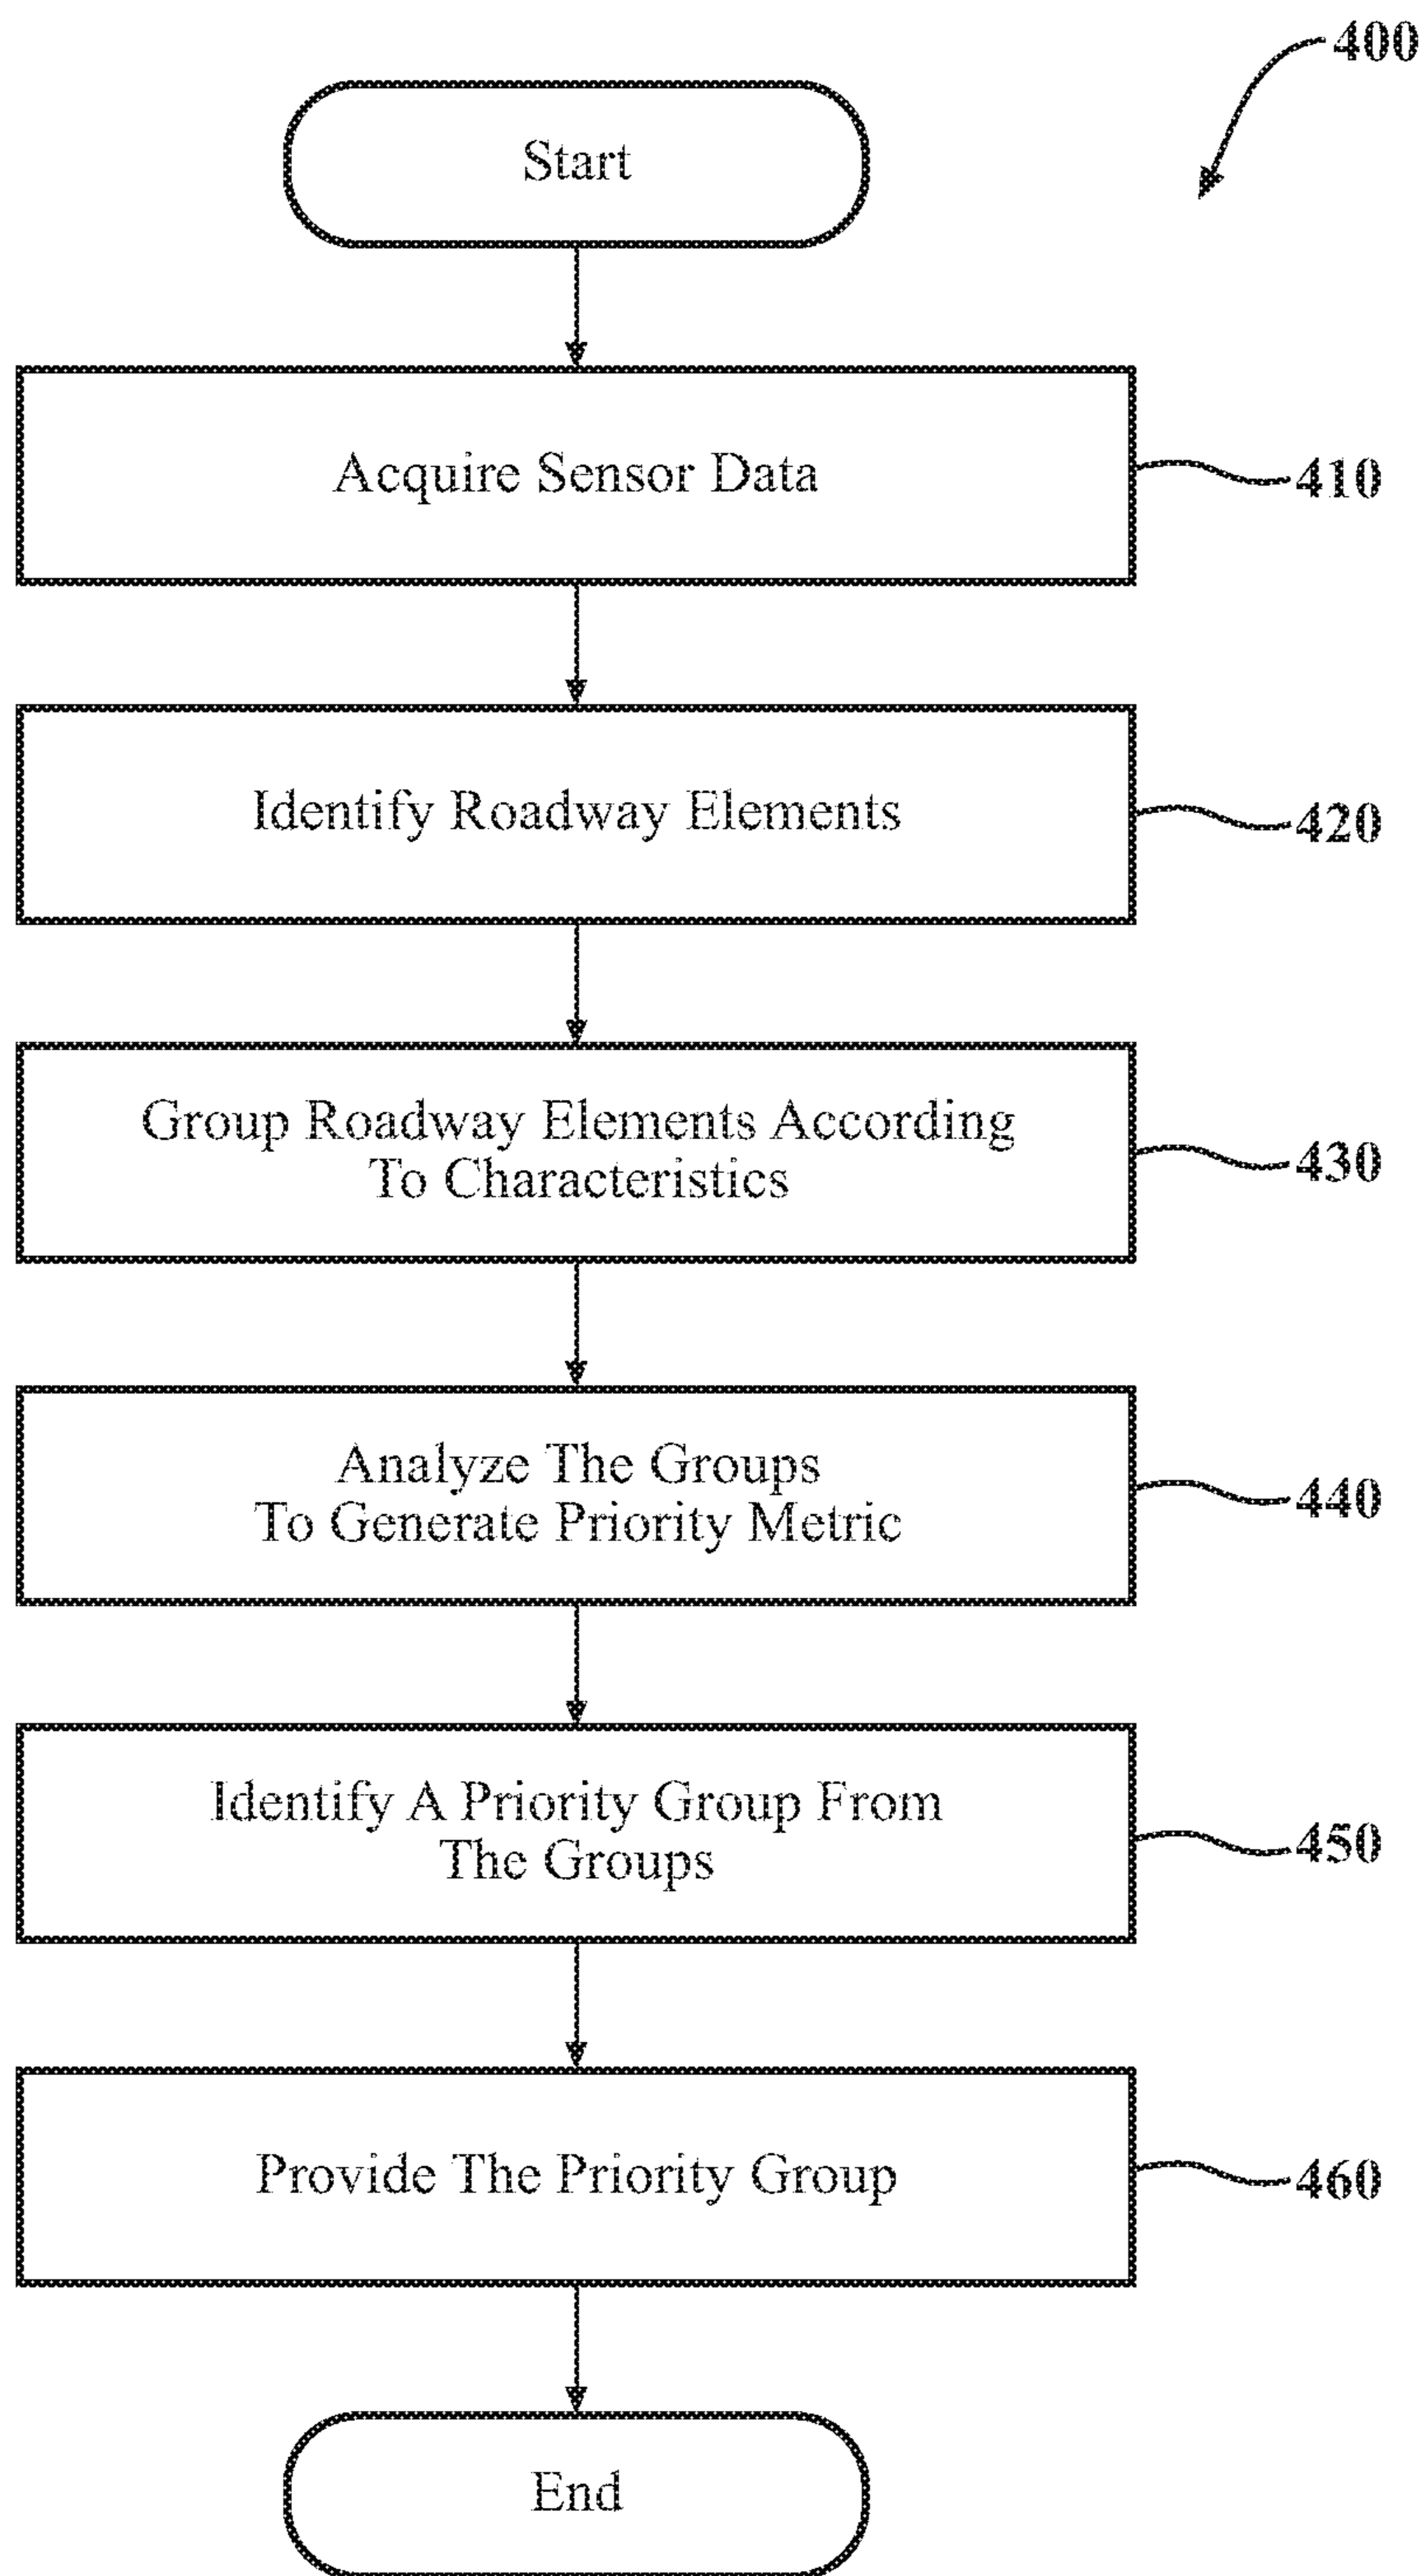 400
Start
Acquire Sensor Data
410
Identify Roadway Elements
420
Group Roadway Elements According
To Characteristics
430
Analyze The Groups
To Generate Priority Metric
440
Identify A Priority Group From
The Groups
450
Provide The Priority Group
460
End